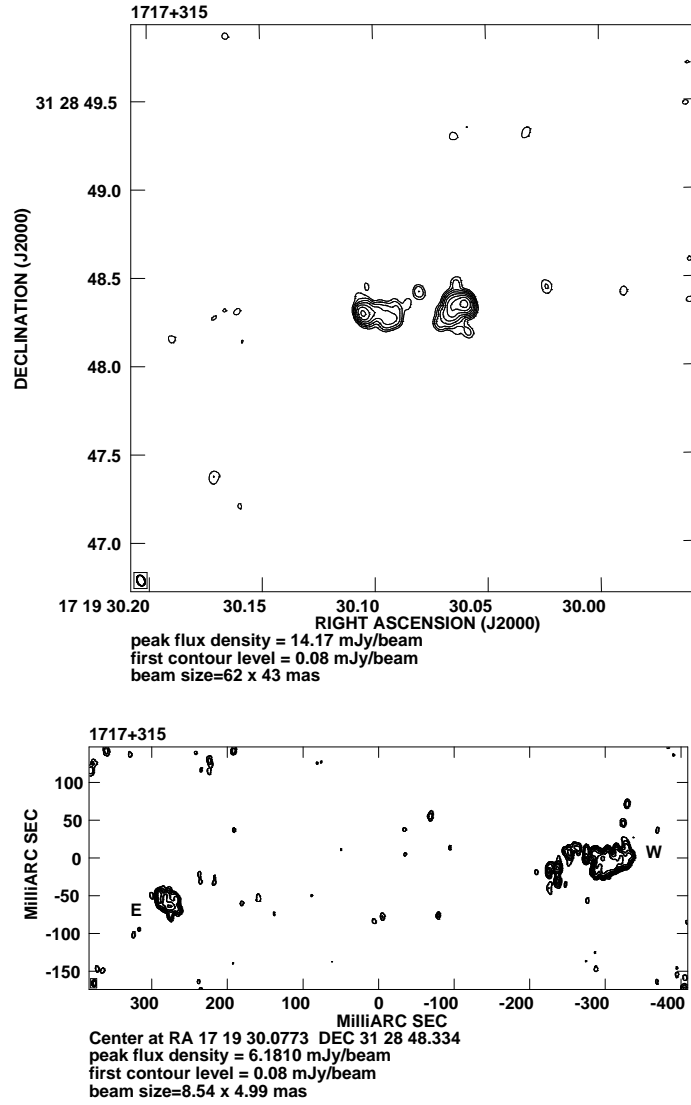 1717+315
31 28 49.5
49.0
48.5
48.0
47.5
47.0
DECLINATION (J2000)
17 19 30.20 30.15 30.10 30.05 30.00
RIGHT ASCENSION (J2000)
peak flux density = 14.17 mJy/beam
first contour level = 0.08 mJy/beam
beam size=62 x 43 mas
1717+315
100
50
0
-50
-100
-150
MilliARC SEC
E
W
300 200 100 0 -100 -200 -300 -400
MilliARC SEC
Center at RA 17 19 30.0773 DEC 31 28 48.334
peak flux density = 6.1810 mJy/beam
first contour level = 0.08 mJy/beam
beam size=8.54 x 4.99 mas